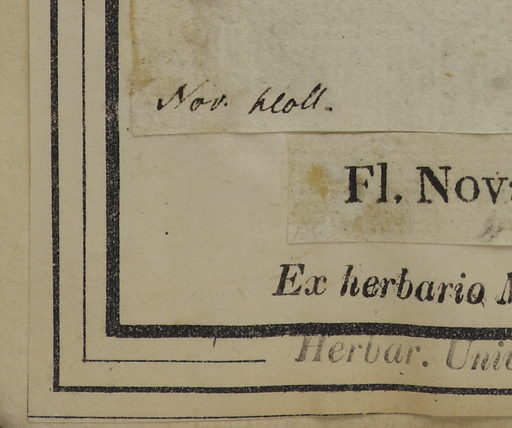 Nov. Holl.
Fl. Nov
Ex herbario
Herbar. Uni